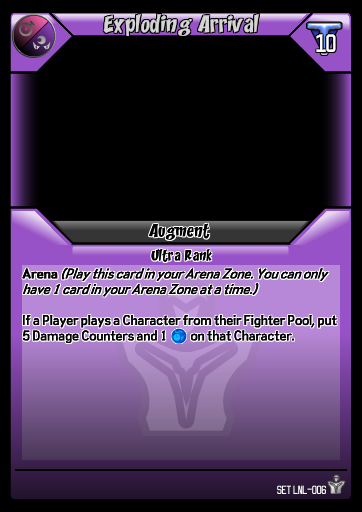 Exploding Arrival
10
Augment
Ultra Rank
Arena (Play this card in your Arena Zone. You can only
have 1 card in your Arena Zone at a time.)
If a Player plays a Character from their Fighter Pool, put
5 Damage Counters and 1 on that Character.
SET LNL-006